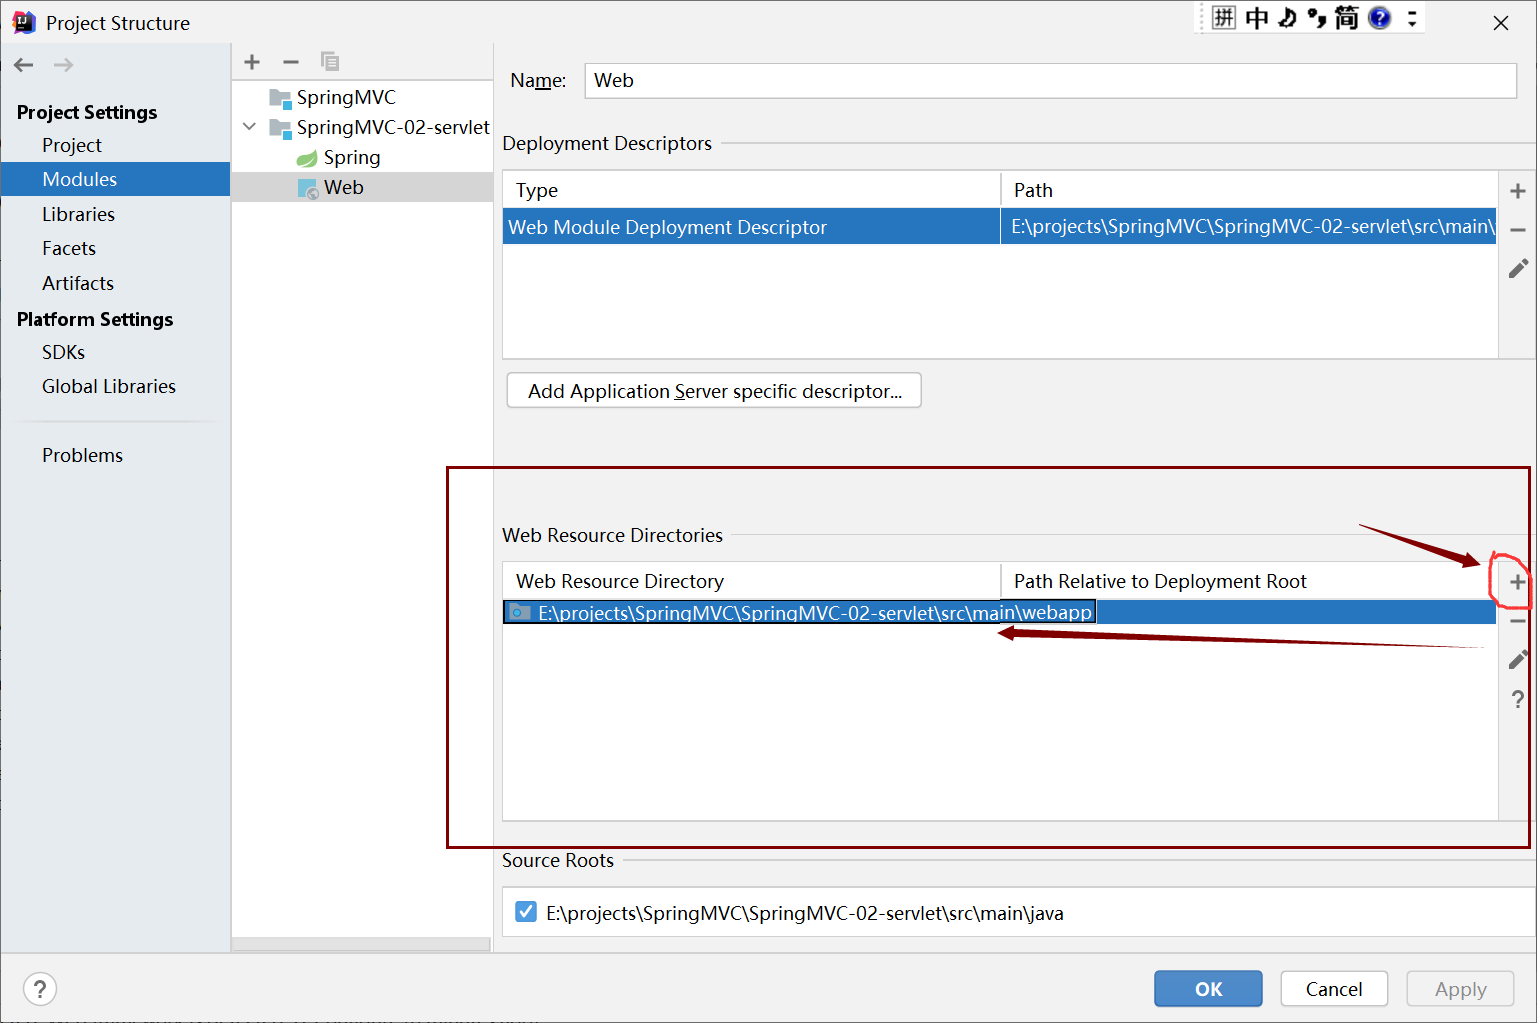 Project Structure
拼 中 简 ?
Project Settings
Project
Modules
Libraries
Facets
Artifacts
Platform Settings
SDKs
Global Libraries
Problems
SpringMVC
SpringMVC-02-servlet
Spring
Web
Name: Web
Deployment Descriptors
Type Path
Web Module Deployment Descriptor E:\projects\SpringMVC\SpringMVC-02-servlet\src\main\
Add Application Server specific descriptor...
Web Resource Directories
Web Resource Directory Path Relative to Deployment Root
E:\projects\SpringMVC\SpringMVC-02-servlet\src\main\webapp
?
Source Roots
E:\projects\SpringMVC\SpringMVC-02-servlet\src\main\java
? OK Cancel Apply